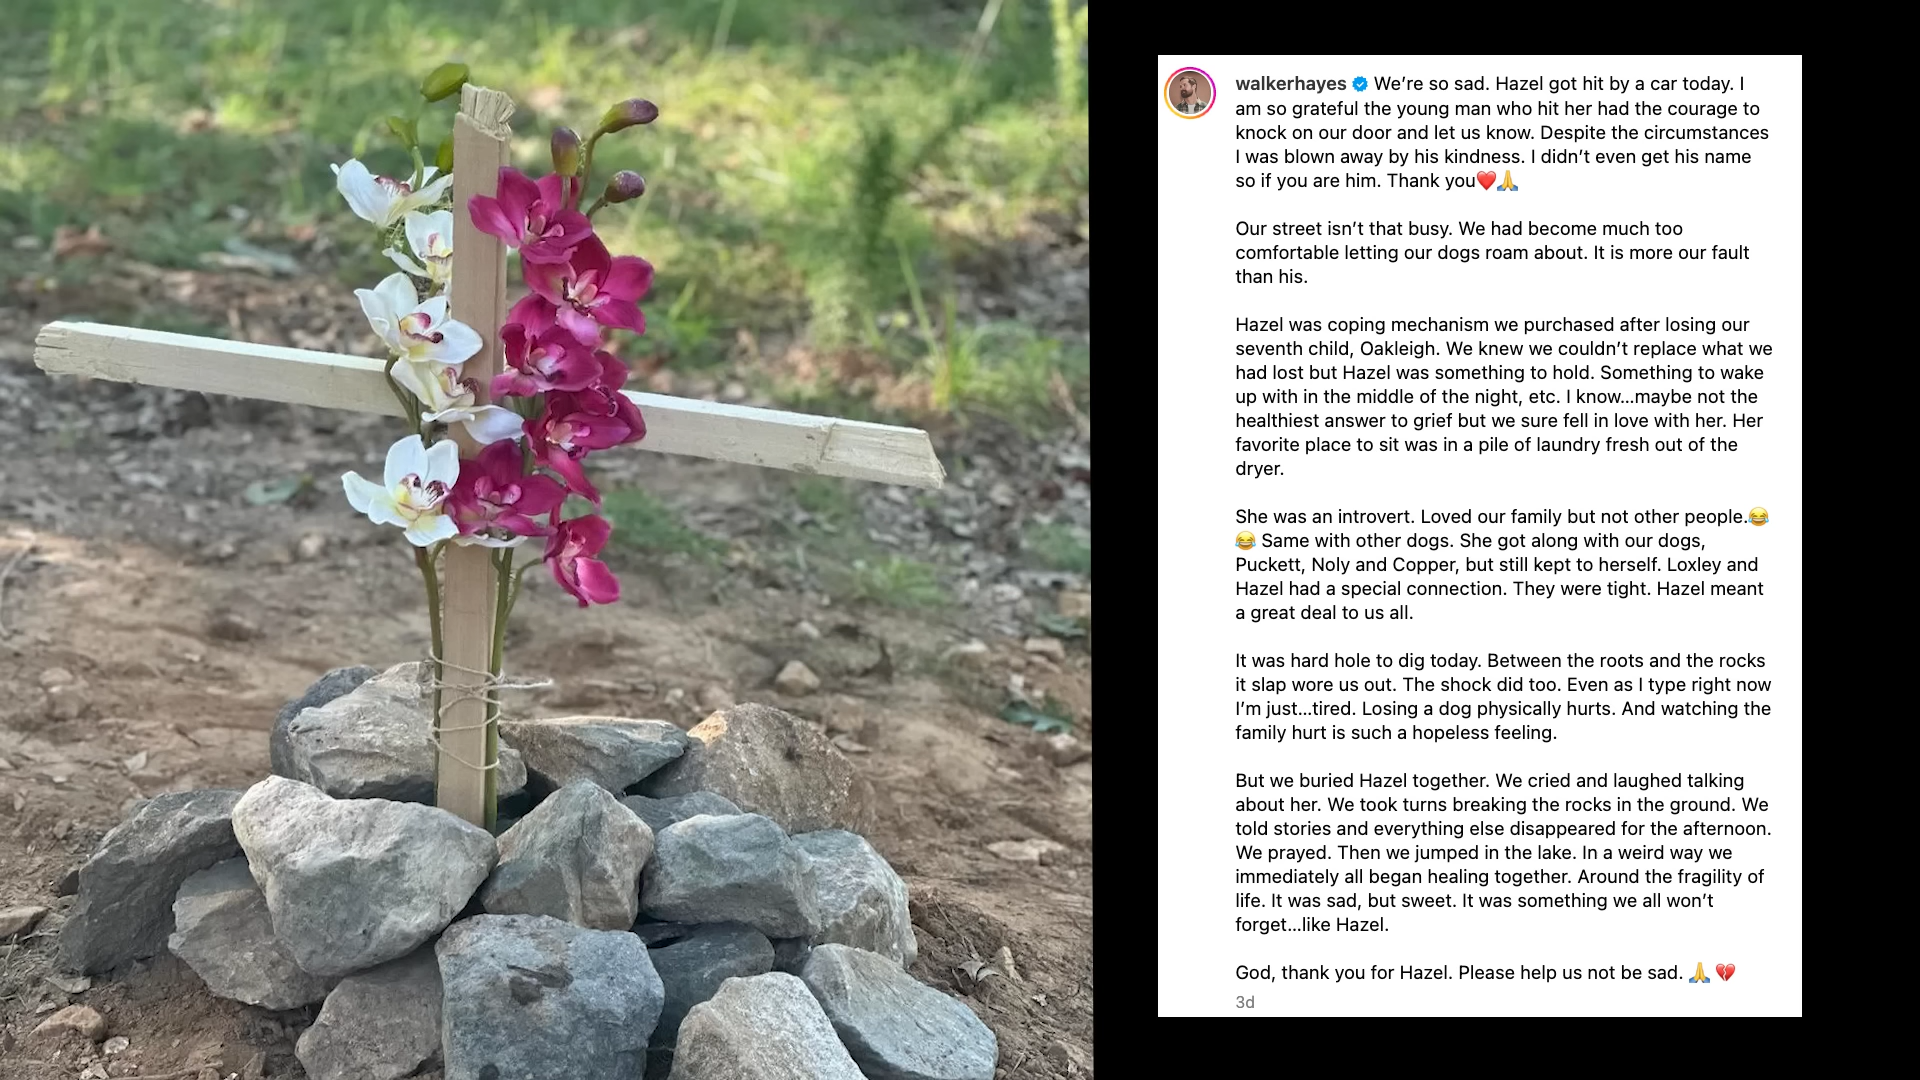 walkerhayes We’re so sad. Hazel got hit by a car today. I
am so grateful the young man who hit her had the courage to
knock on our door and let us know. Despite the circumstances
I was blown away by his kindness. I didn’t even get his name
so if you are him. Thank you❤️🙏
Our street isn’t that busy. We had become much too
comfortable letting our dogs roam about. It is more our fault
than his.
Hazel was coping mechanism we purchased after losing our
seventh child, Oakleigh. We knew we couldn’t replace what we
had lost but Hazel was something to hold. Something to wake
up with in the middle of the night, etc. I know...maybe not the
healthiest answer to grief but we sure fell in love with her. Her
favorite place to sit was in a pile of laundry fresh out of the
dryer.
She was an introvert. Loved our family but not other people.😂
😂 Same with other dogs. She got along with our dogs,
Puckett, Noly and Copper, but still kept to herself. Loxley and
Hazel had a special connection. They were tight. Hazel meant
a great deal to us all.
It was hard hole to dig today. Between the roots and the rocks
it slap wore us out. The shock did too. Even as I type right now
I’m just...tired. Losing a dog physically hurts. And watching the
family hurt is such a hopeless feeling.
But we buried Hazel together. We cried and laughed talking
about her. We took turns breaking the rocks in the ground. We
told stories and everything else disappeared for the afternoon.
We prayed. Then we jumped in the lake. In a weird way we
immediately all began healing together. Around the fragility of
life. It was sad, but sweet. It was something we all won’t
forget...like Hazel.
God, thank you for Hazel. Please help us not be sad. 🙏 💔
3d